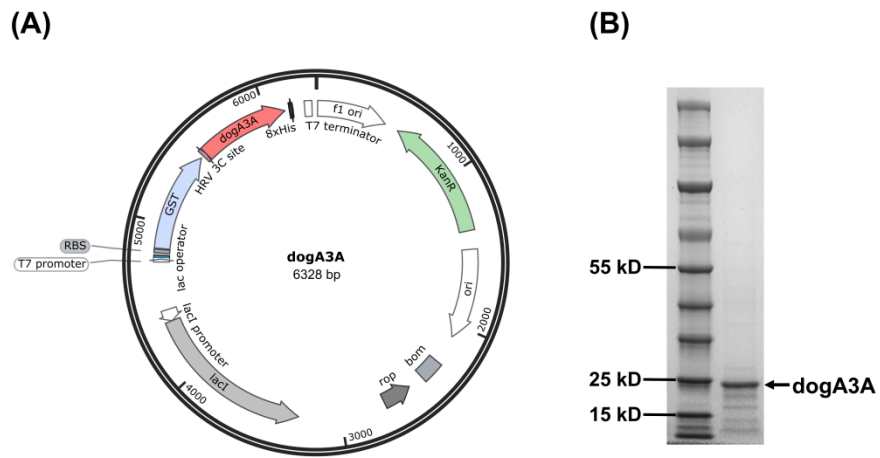 (A)
(B)
6000
f1 ori
T7 terminator
8xHis
dogA3A
HRV 3C site
KanR
1000
GST
5000
RBS
T7 promoter
lac operator
dogA3A
6328 bp
ori
2000
lacI promoter
lacI
4000
bom
rop
3000
55 kD
25 kD
dogA3A
15 kD